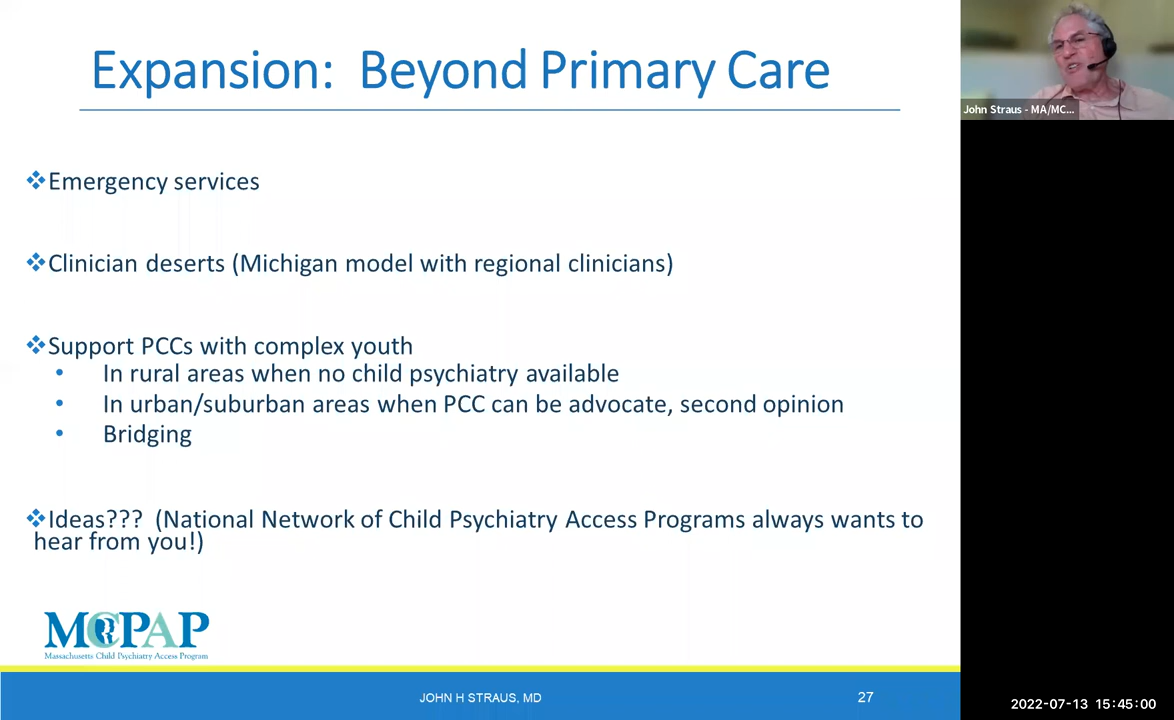 Expansion:  Beyond Primary Care
❖Emergency services
❖Clinician deserts (Michigan model with regional clinicians)
❖Support PCCs with complex youth
• In rural areas when no child psychiatry available
• In urban/suburban areas when PCC can be advocate, second opinion
• Bridging
❖Ideas???  (National Network of Child Psychiatry Access Programs always wants to
hear from you!)
MCPAP
Massachusetts Child Psychiatry Access Program
JOHN H STRAUS, MD
27
John Straus - MA/MC...
2022-07-13 15:45:00